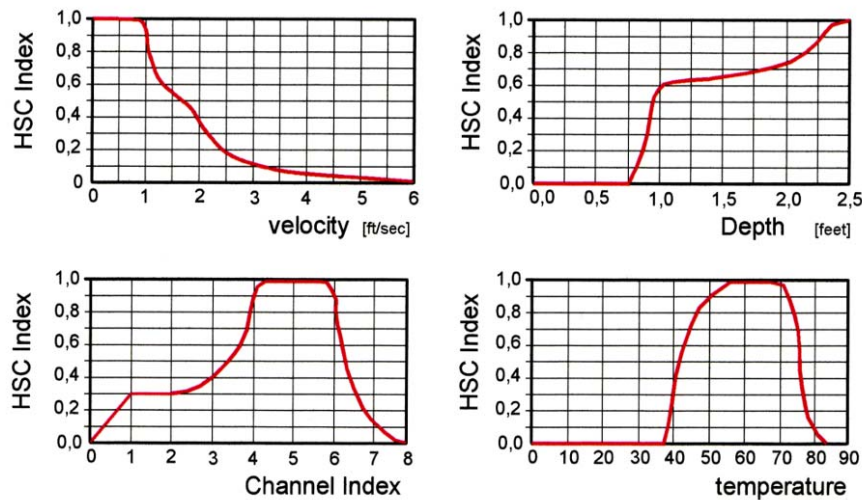 HSC Index
1,0
0,8
0,6
0,4
0,2
0
0 1 2 3 4 5 6
velocity [ft/sec]
HSC Index
1,0
0,8
0,6
0,4
0,2
0,0
0,0 0,5 1,0 1,5 2,0 2,5
Depth [feet]
HSC Index
1,0
0,8
0,6
0,4
0,2
0,0
0 1 2 3 4 5 6 7 8
Channel Index
HSC Index
1,0
0,8
0,6
0,4
0,2
0,0
0 10 20 30 40 50 60 70 80 90
temperature